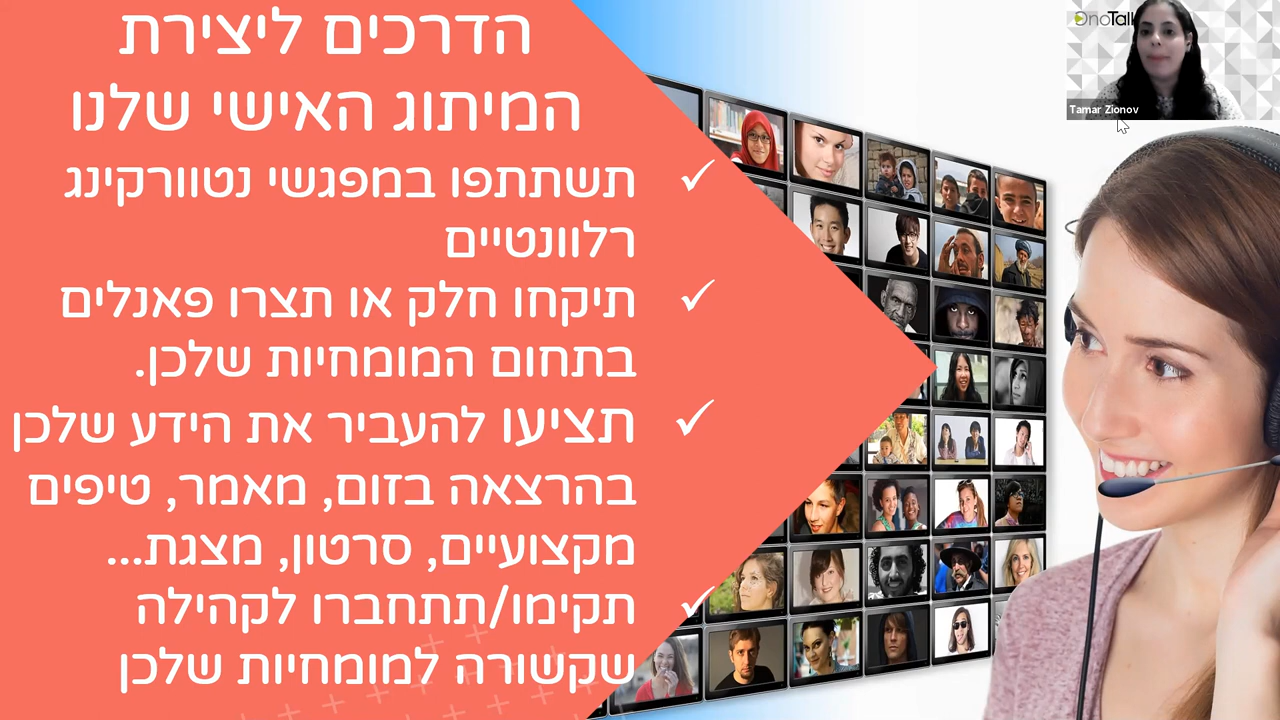 הדרכים ליצירת
המיתוג האישי שלנו
תשתתפו במפגשי נטוורקינג
רלוונטיים
תיקחו חלק או תצרו פאנלים
בתחום המומחיות שלכן.
תציעו להעביר את הידע שלכן
בהרצאה בזום, מאמר, טיפים
מקצועיים, סרטון, מצגת...
תקימו/תתחברו לקהילה
שקשורה למומחיות שלכן
OnoTalk
Tamar Zionov